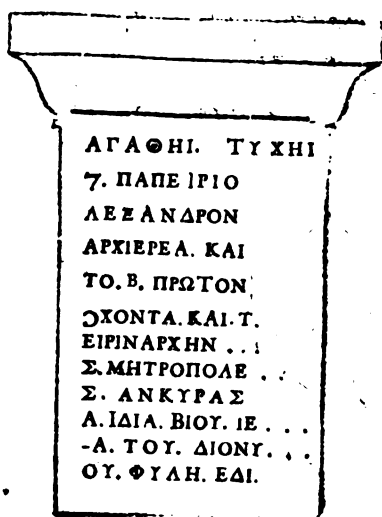 ΑΓΑΘΗΙ. ΤΥΧΗΙ
7. ΠΑΠΕΙΡΙΟ
ΛΕΞΑΝΔΡΟΝ
ΑΡΧΙΕΡΕΑ. ΚΑΙ
ΤΟ. Β. ΠΡΩΤΟΝ
ϽΧΟΝΤΑ. ΚΑΙ. Τ.
ΕΙΡΙΝΑΡΧΗΝ . . .
Σ. ΜΗΤΡΟΠΟΛΕ . .
Σ. ΑΝΚΥΡΑΣ
Α. ΙΔΙΑ. ΒΙΟΥ. ΙΕ . . .
-Α. ΤΟΥ. ΔΙΟΝΥ. . .
ΟΥ. ΦΥΛΗ. ΕΔΙ.